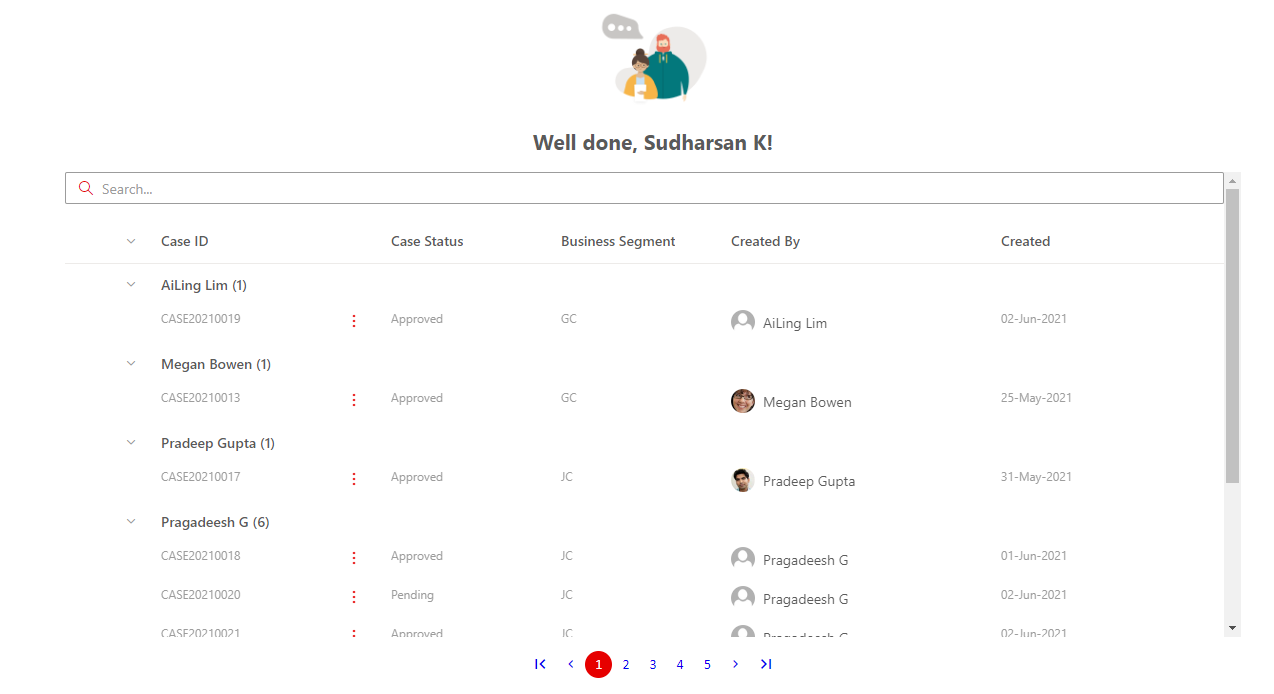 Well done, Sudharsan K!
Search...
Case ID Case Status Business Segment Created By Created
AiLing Lim (1)
CASE20210019 Approved GC AiLing Lim 02-Jun-2021
Megan Bowen (1)
CASE20210013 Approved GC Megan Bowen 25-May-2021
Pradeep Gupta (1)
CASE20210017 Approved JC Pradeep Gupta 31-May-2021
Pragadeesh G (6)
CASE20210018 Approved JC Pragadeesh G 01-Jun-2021
CASE20210020 Pending JC Pragadeesh G 02-Jun-2021
CASE20210021 Approved JC Pragadeesh G 02-Jun-2021
1 2 3 4 5